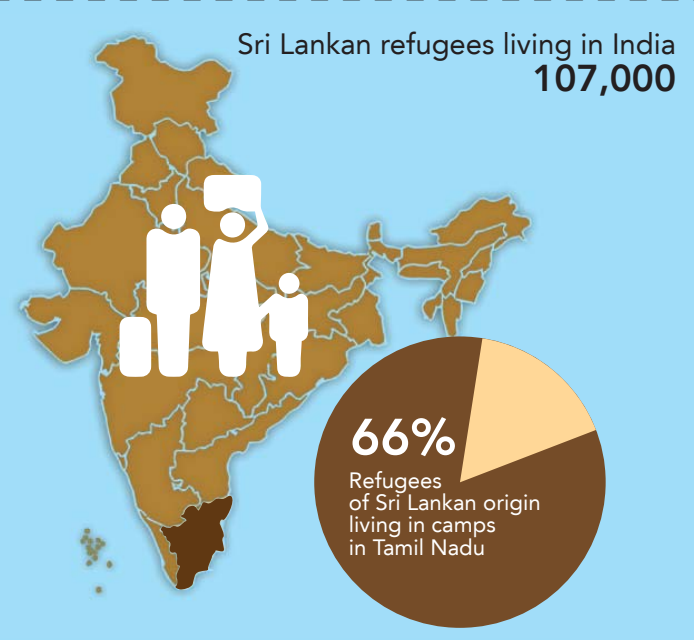 Sri Lankan refugees living in India
107,000
66%
Refugees
of Sri Lankan origin
living in camps
in Tamil Nadu